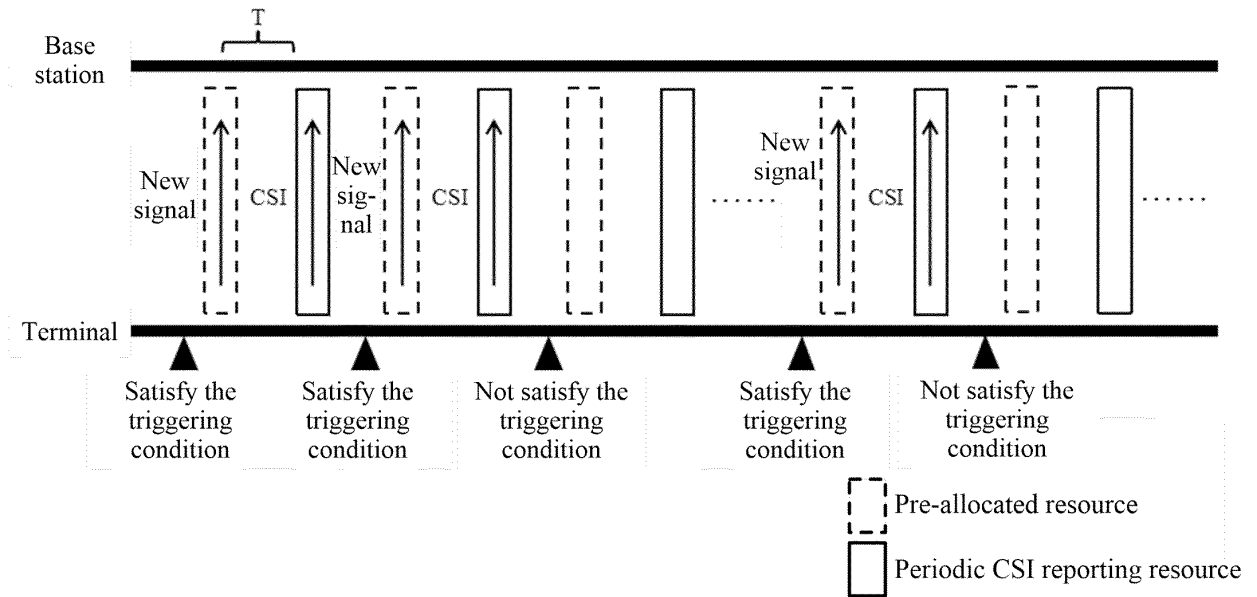 T
Base
station
New
signal
CSI
New
sig-
nal
CSI
........
New
signal
CSI
.......
Terminal
Satisfy the
triggering
condition
Satisfy the
triggering
condition
Not satisfy the
triggering
condition
Satisfy the
triggering
condition
Not satisfy the
triggering
condition
Pre-allocated resource
Periodic CSI reporting resource